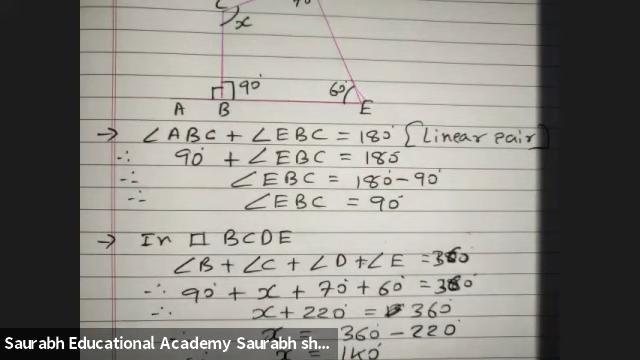 C
x
90°
60°
A B E
→ ∠ABC + ∠EBC = 180° [Linear pair]
∴ 90° + ∠EBC = 180°
∴ ∠EBC = 180° - 90°
∴ ∠EBC = 90°
→ In □ BCDE
∠B + ∠C + ∠D + ∠E = 360°
∴ 90° + x + 70° + 60° = 360°
∴ x + 220° = 360°
∴ x = 360° - 220°
x = 140°
Saurabh Educational Academy Saurabh sh...